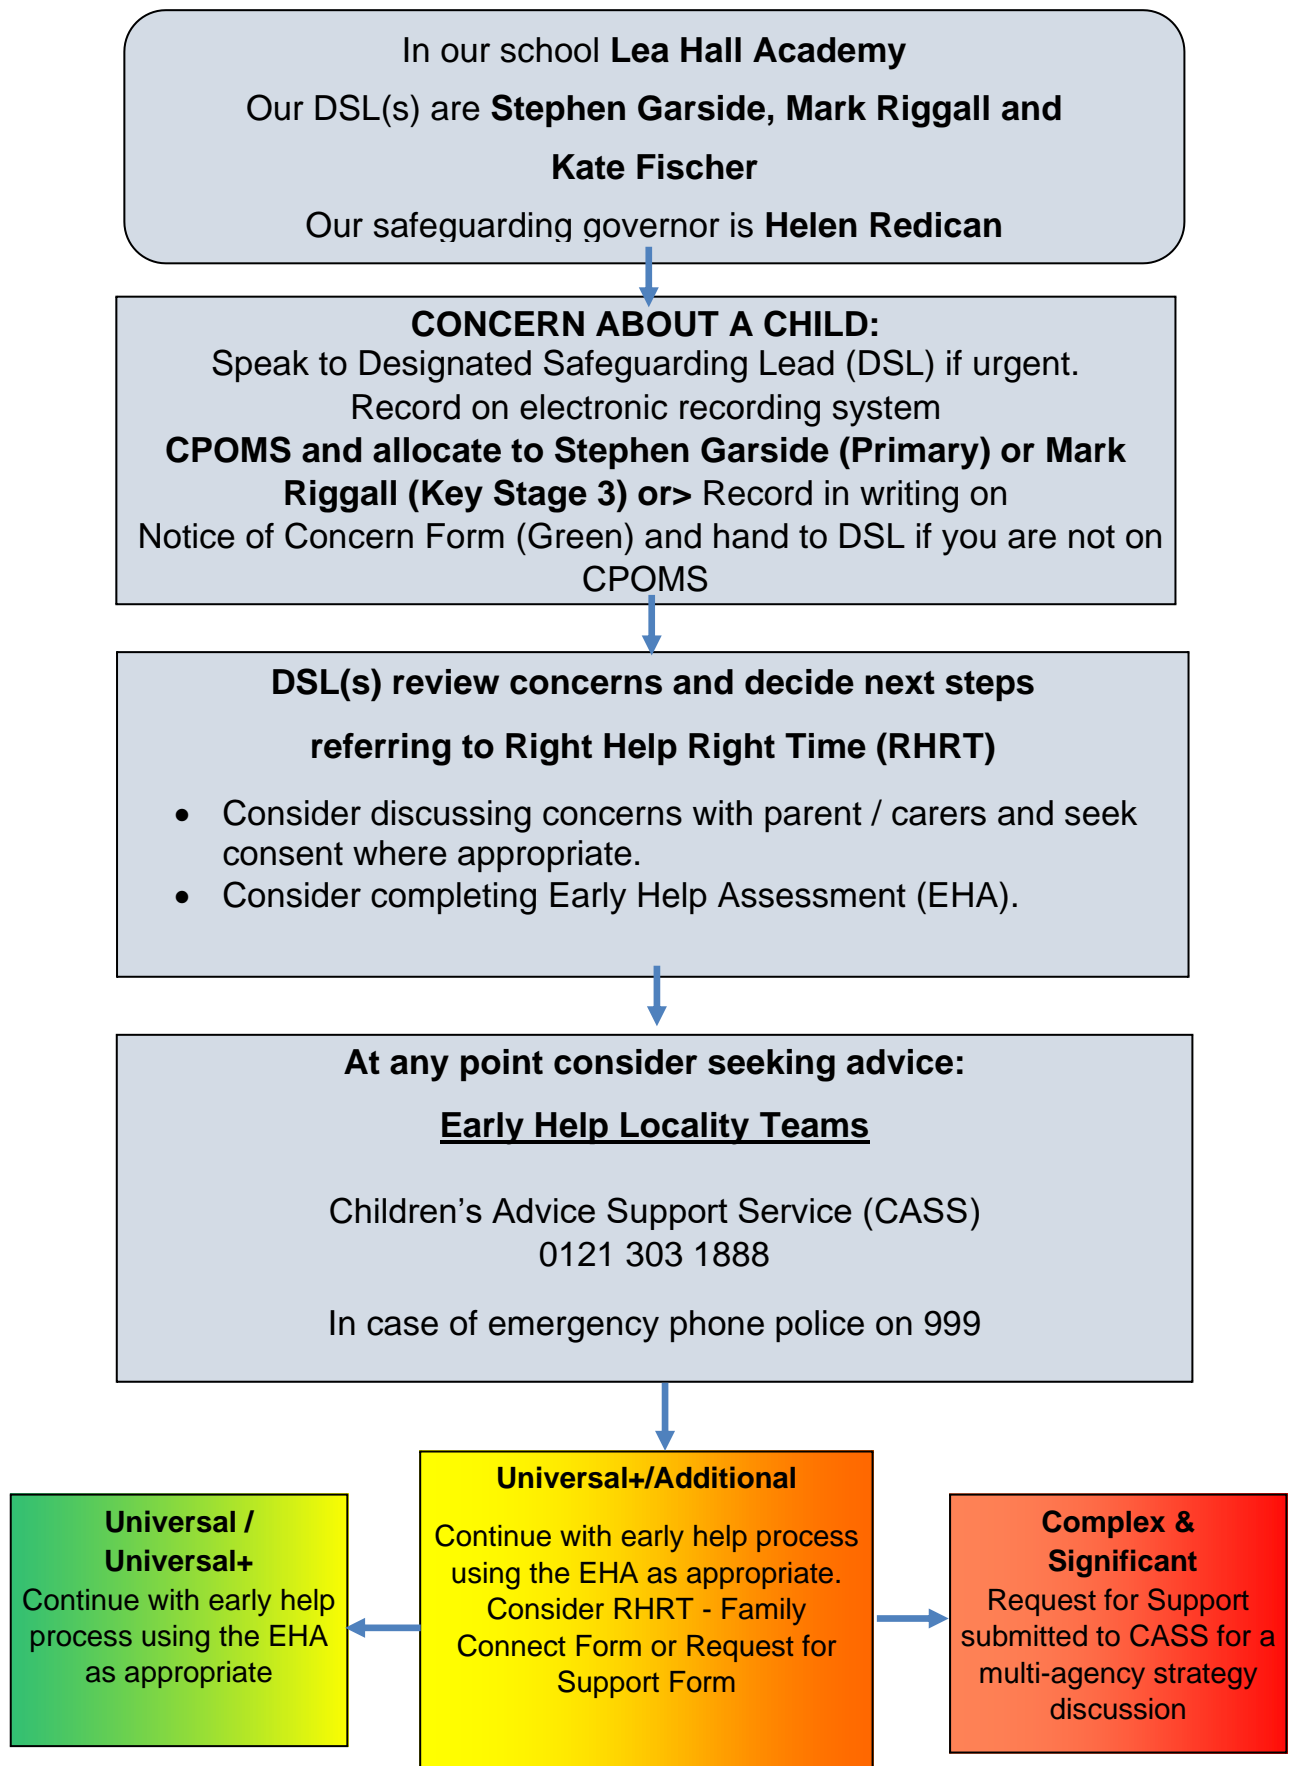 In our school Lea Hall Academy
Our DSL(s) are Stephen Garside, Mark Riggall and
Kate Fischer
Our safeguarding governor is Helen Redican
CONCERN ABOUT A CHILD:
Speak to Designated Safeguarding Lead (DSL) if urgent.
Record on electronic recording system
CPOMS and allocate to Stephen Garside (Primary) or Mark
Riggall (Key Stage 3) or> Record in writing on
Notice of Concern Form (Green) and hand to DSL if you are not on
CPOMS
DSL(s) review concerns and decide next steps
referring to Right Help Right Time (RHRT)
• Consider discussing concerns with parent / carers and seek
consent where appropriate.
• Consider completing Early Help Assessment (EHA).
At any point consider seeking advice:
Early Help Locality Teams
Children’s Advice Support Service (CASS)
0121 303 1888
In case of emergency phone police on 999
Universal /
Universal+
Continue with early help
process using the EHA
as appropriate
Universal+/Additional
Continue with early help process
using the EHA as appropriate.
Consider RHRT - Family
Connect Form or Request for
Support Form
Complex &
Significant
Request for Support
submitted to CASS for a
multi-agency strategy
discussion